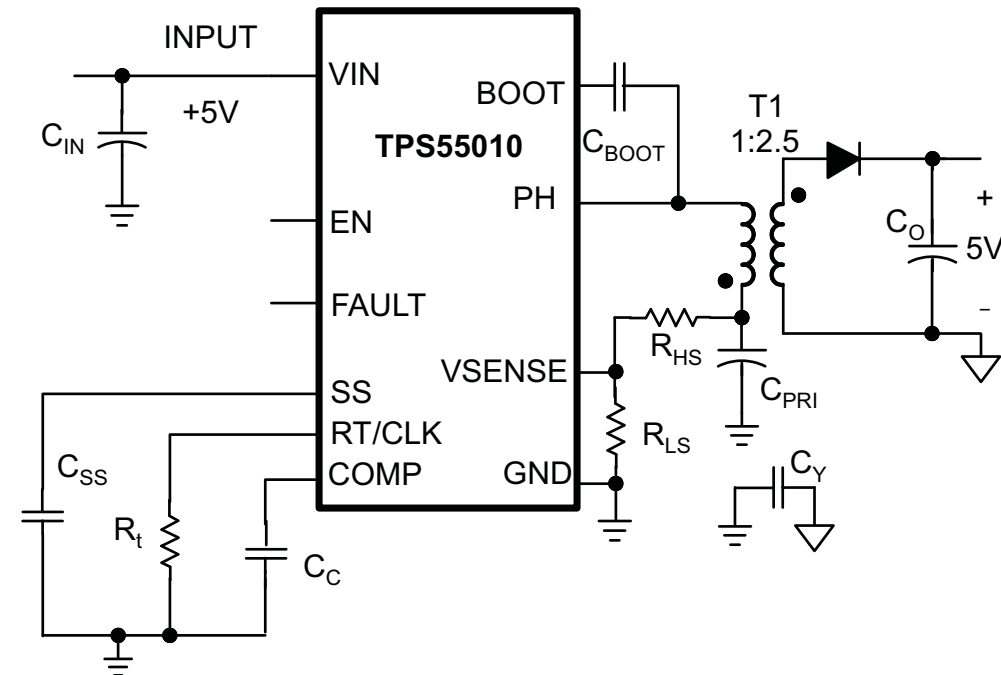 INPUT
VIN
+5V
C_IN
BOOT
TPS55010
C_BOOT
T1
1:2.5
PH
EN
C_O
+
5V
-
FAULT
R_HS
VSENSE
C_PRI
SS
RT/CLK
R_LS
COMP
GND
C_SS
C_Y
R_t
C_C